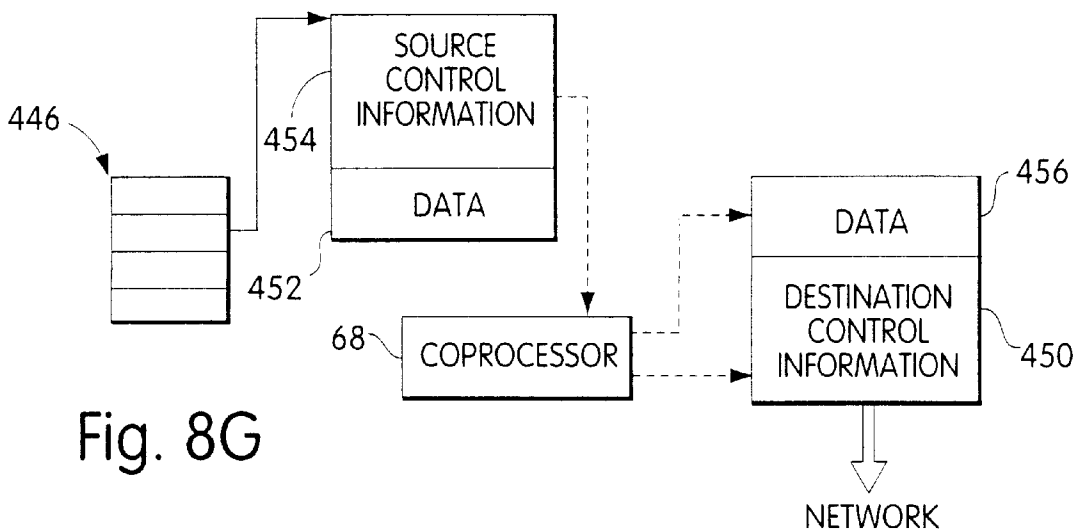 446
454
SOURCE
CONTROL
INFORMATION
DATA
452
68
COPROCESSOR
456
DATA
DESTINATION
CONTROL
INFORMATION
450
NETWORK
Fig. 8G